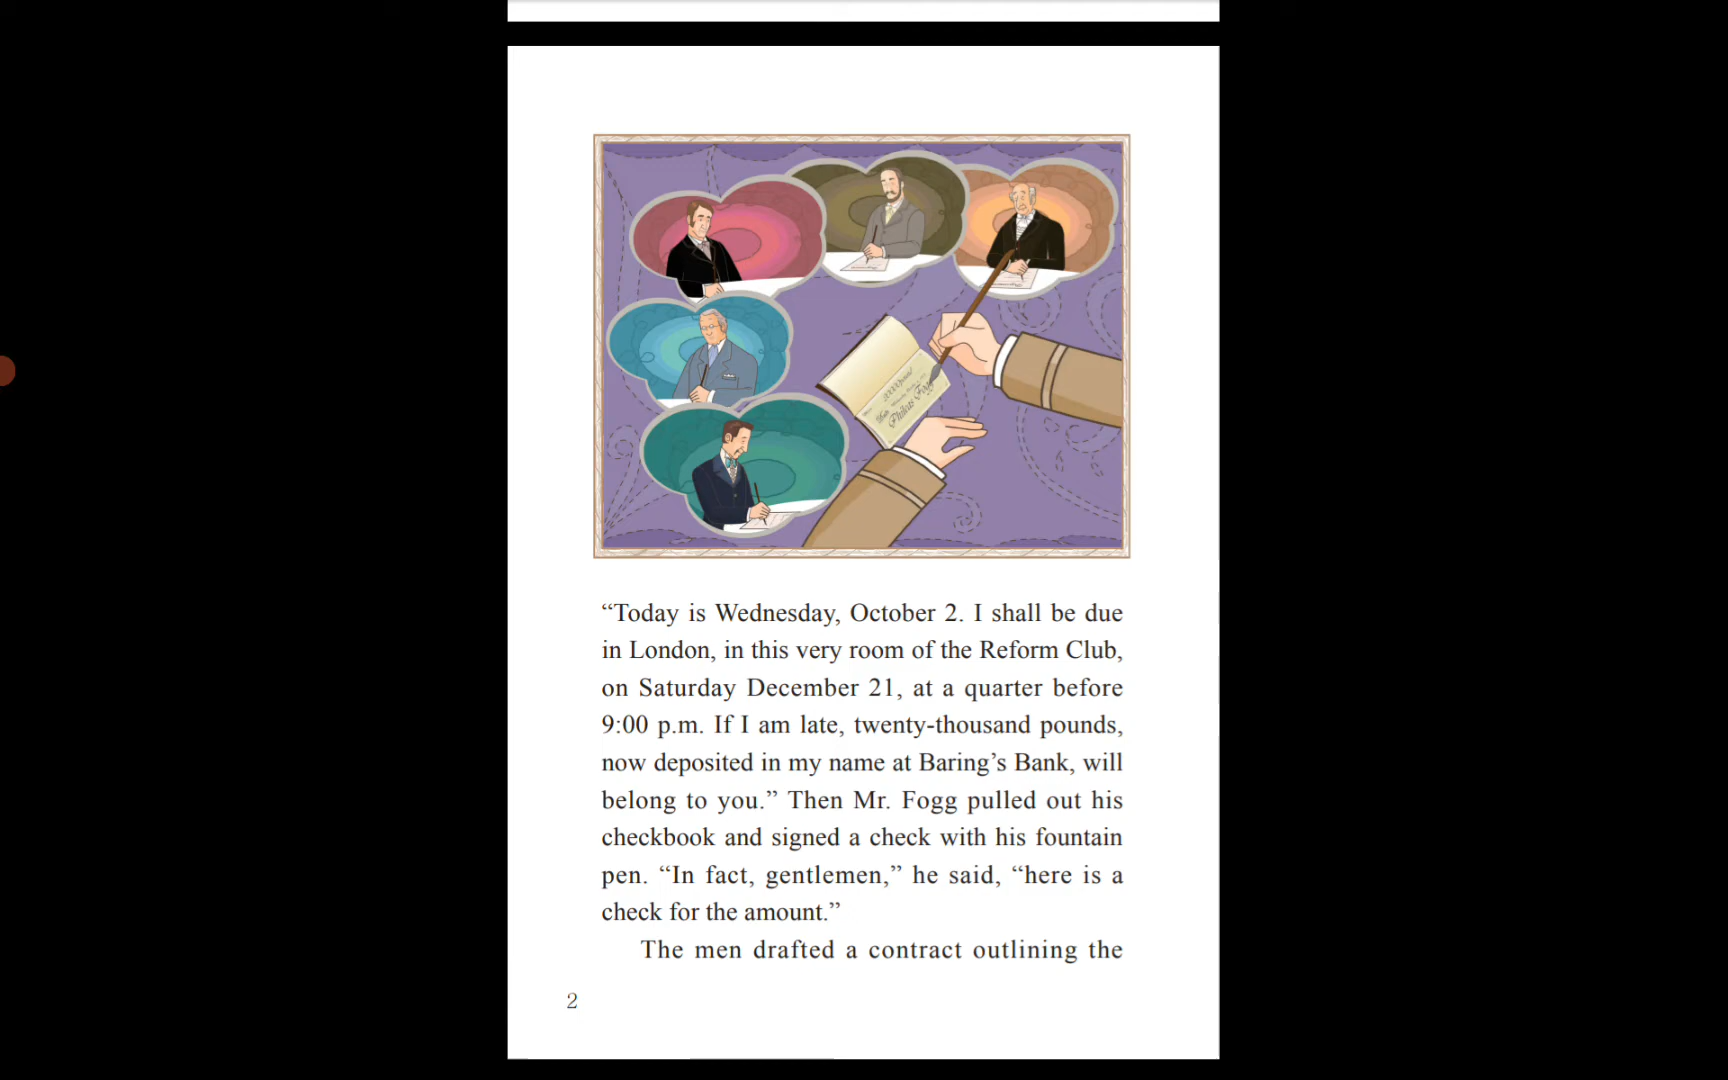 “Today is Wednesday, October 2. I shall be due
in London, in this very room of the Reform Club,
on Saturday December 21, at a quarter before
9:00 p.m. If I am late, twenty-thousand pounds,
now deposited in my name at Baring’s Bank, will
belong to you.” Then Mr. Fogg pulled out his
checkbook and signed a check with his fountain
pen. “In fact, gentlemen,” he said, “here is a
check for the amount.”
The men drafted a contract outlining the
2